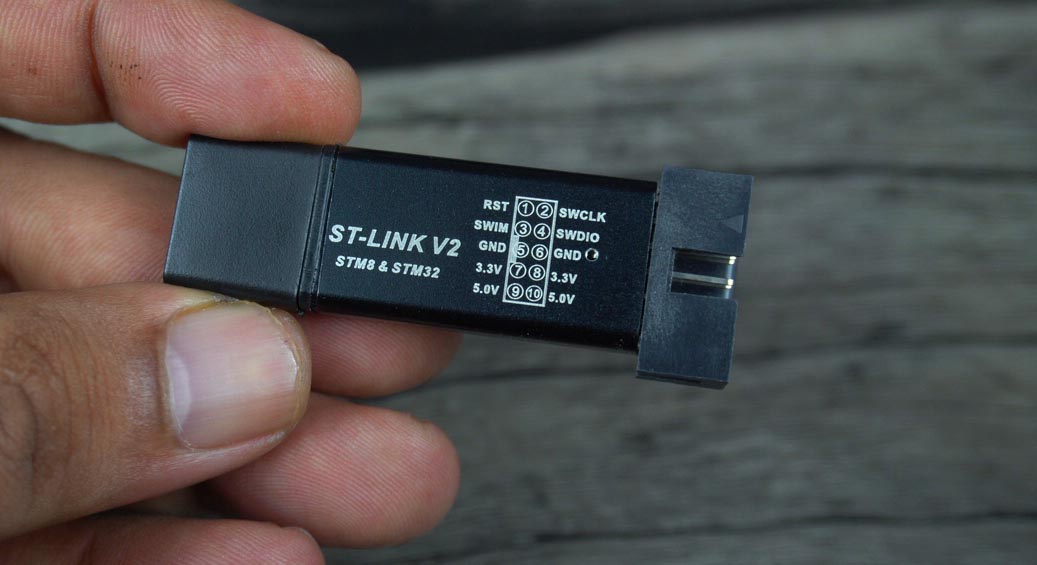 ST-LINK V2
STM8 & STM32
RST 1 2 SWCLK
SWIM 3 4 SWDIO
GND 5 6 GND
3.3V 7 8 3.3V
5.0V 9 10 5.0V